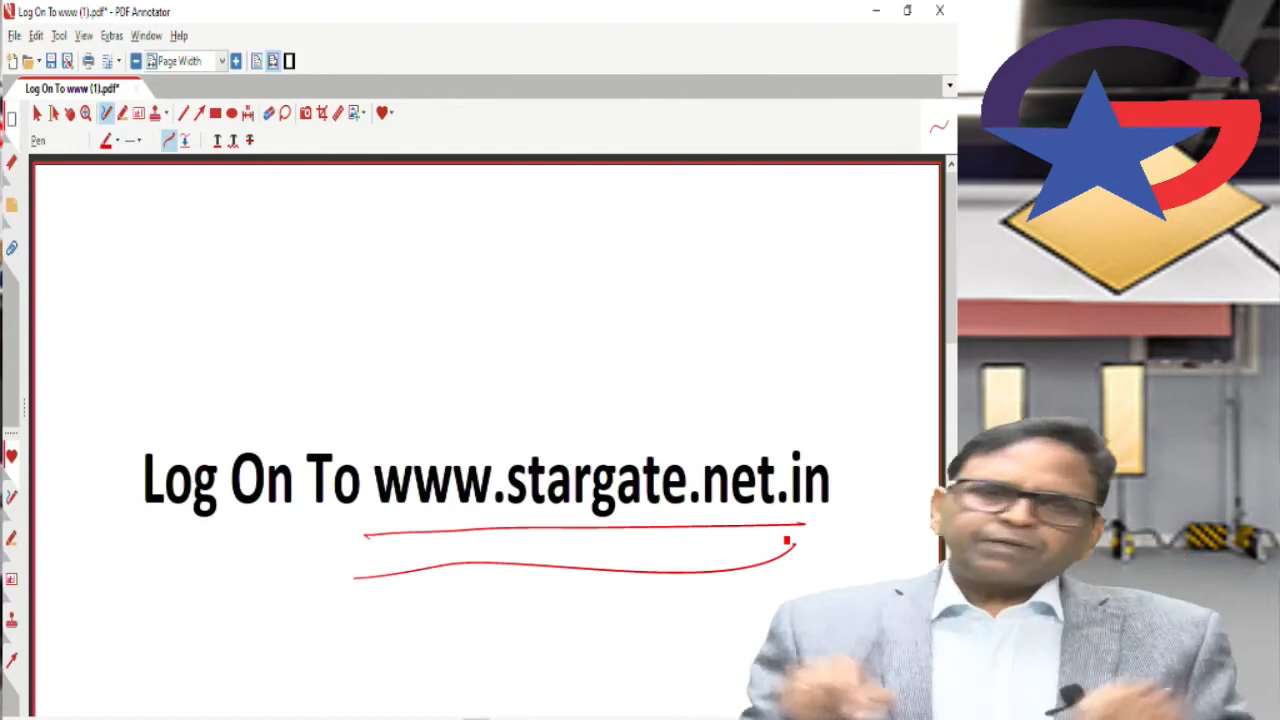 Log On To www (1).pdf* - PDF Annotator
File Edit Tool View Extras Window Help
Page Width
Log On To www (1).pdf*
Pen
Log On To www.stargate.net.in